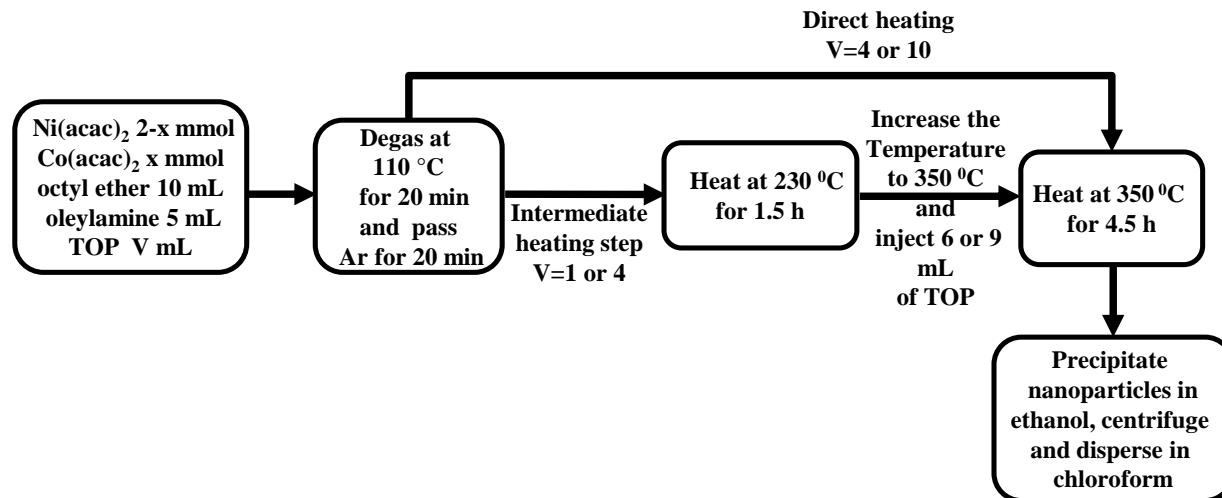 Ni(acac)₂ 2-x mmol
Co(acac)₂ x mmol
octyl ether 10 mL
oleylamine 5 mL
TOP V mL
Degas at
110 °C
for 20 min
and pass
Ar for 20 min
Direct heating
V=4 or 10
Intermediate
heating step
V=1 or 4
Heat at 230 ⁰C
for 1.5 h
Increase the
Temperature
to 350 ⁰C
and
inject 6 or 9
mL
of TOP
Heat at 350 ⁰C
for 4.5 h
Precipitate
nanoparticles in
ethanol, centrifuge
and disperse in
chloroform